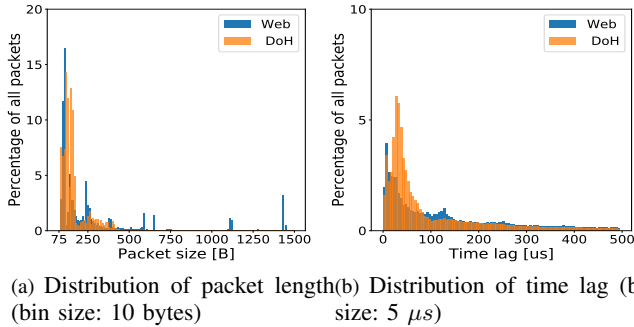 20
15
10
5
0
Percentage of all packets
Web
DoH
75 250 500 750 1000 1250 1500
Packet size [B]
10
5
0
Percentage of all packets
Web
DoH
0 100 200 300 400 500
Time lag [us]
(a) Distribution of packet length
(bin size: 10 bytes)
(b) Distribution of time lag (b
size: 5 μs)